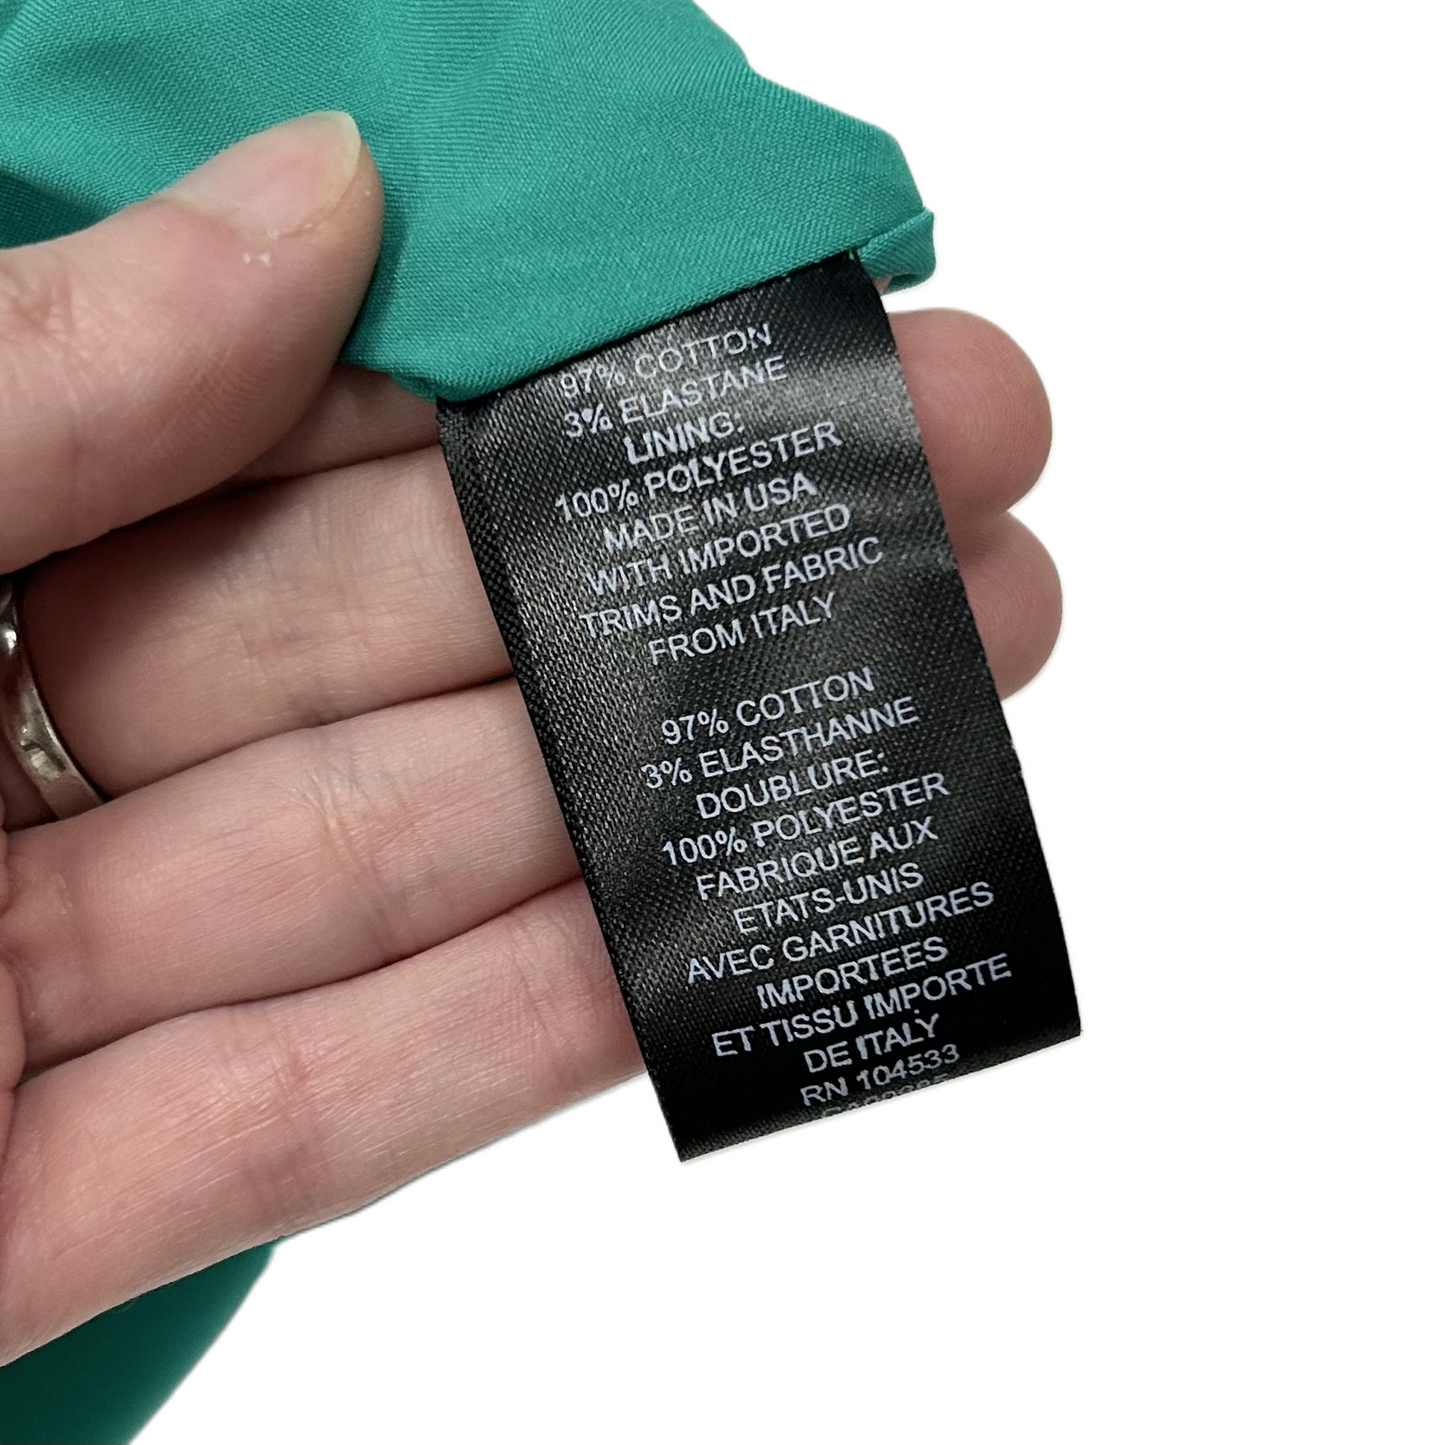 97% COTTON
3% ELASTANE
LINING:
100% POLYESTER
MADE IN USA
WITH IMPORTED
TRIMS AND FABRIC
FROM ITALY
97% COTTON
3% ELASTHANNE
DOUBLURE:
100% POLYESTER
FABRIQUE AUX
ETATS-UNIS
AVEC GARNITURES
IMPORTEES
ET TISSU IMPORTE
DE ITALY
RN 104533